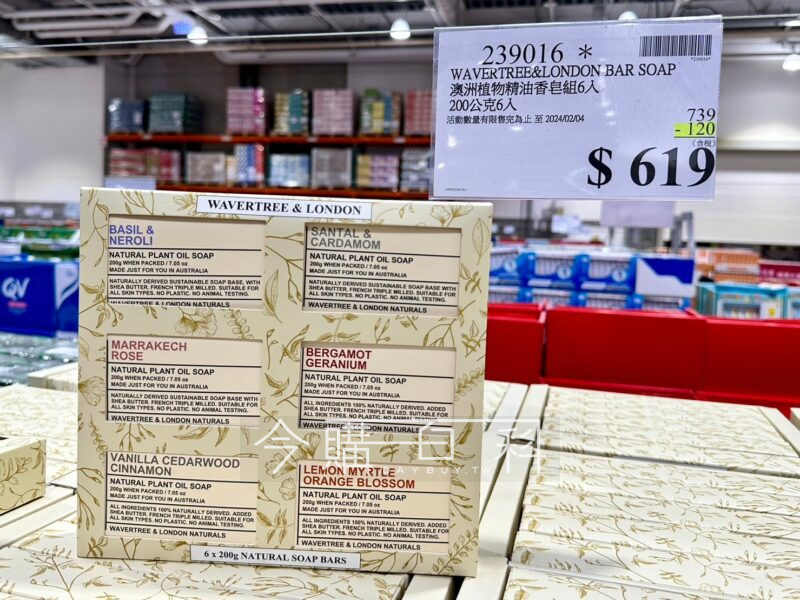 239016 *
*239016*
WAVERTREE&LONDON BAR SOAP
澳洲植物精油香皂組6入
200公克6入
活動數量有限售完為止 至 2024/02/04
739
- 120
(含稅)
$ 619
WAVERTREE & LONDON
BASIL &
NEROLI
NATURAL PLANT OIL SOAP
200g WHEN PACKED / 7.05 oz
MADE JUST FOR YOU IN AUSTRALIA
NATURALLY DERIVED SUSTAINABLE SOAP BASE WITH
SHEA BUTTER, FRENCH TRIPLE MILLED. SUITABLE FOR
ALL SKIN TYPES. NO PLASTIC. NO ANIMAL TESTING.
WAVERTREE & LONDON NATURALS
SANTAL &
CARDAMOM
NATURAL PLANT OIL SOAP
200g WHEN PACKED / 7.05 oz
MADE JUST FOR YOU IN AUSTRALIA
NATURALLY DERIVED SUSTAINABLE SOAP BASE WITH
SHEA BUTTER, FRENCH TRIPLE MILLED. SUITABLE FOR
ALL SKIN TYPES. NO PLASTIC. NO ANIMAL TESTING.
WAVERTREE & LONDON NATURALS
MARRAKECH
ROSE
NATURAL PLANT OIL SOAP
200g WHEN PACKED / 7.05 oz
MADE JUST FOR YOU IN AUSTRALIA
NATURALLY DERIVED SUSTAINABLE SOAP BASE WITH
SHEA BUTTER, FRENCH TRIPLE MILLED. SUITABLE FOR
ALL SKIN TYPES. NO PLASTIC. NO ANIMAL TESTING.
WAVERTREE & LONDON NATURALS
BERGAMOT
GERANIUM
NATURAL PLANT OIL SOAP
200g WHEN PACKED / 7.05 oz
MADE JUST FOR YOU IN AUSTRALIA
ALL INGREDIENTS 100% NATURALLY DERIVED. ADDED
SHEA BUTTER, FRENCH TRIPLE MILLED. SUITABLE FOR
ALL SKIN TYPES. NO PLASTIC. NO ANIMAL TESTING.
WAVERTREE & LONDON NATURALS
VANILLA CEDARWOOD
CINNAMON
NATURAL PLANT OIL SOAP
200g WHEN PACKED / 7.05 oz
MADE JUST FOR YOU IN AUSTRALIA
ALL INGREDIENTS 100% NATURALLY DERIVED. ADDED
SHEA BUTTER, FRENCH TRIPLE MILLED. SUITABLE FOR
ALL SKIN TYPES. NO PLASTIC. NO ANIMAL TESTING.
WAVERTREE & LONDON NATURALS
LEMON MYRTLE
ORANGE BLOSSOM
NATURAL PLANT OIL SOAP
200g WHEN PACKED / 7.05 oz
MADE JUST FOR YOU IN AUSTRALIA
ALL INGREDIENTS 100% NATURALLY DERIVED. ADDED
SHEA BUTTER, FRENCH TRIPLE MILLED. SUITABLE FOR
ALL SKIN TYPES. NO PLASTIC. NO ANIMAL TESTING.
WAVERTREE & LONDON NATURALS
6 x 200g NATURAL SOAP BARS
今購百科
GV